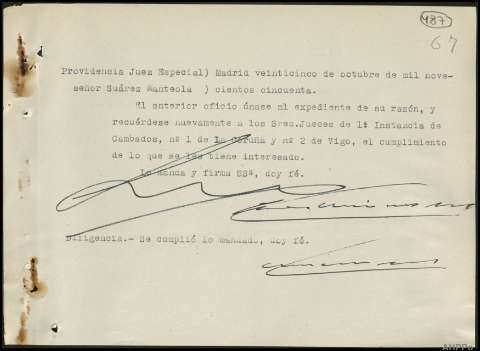 487
67
Providencia Juez Especial) Madrid veinticinco de octubre de mil nove-
señor Suárez Manteola ) cientos cincuenta.
El anterior oficio únase al expediente de su razón, y
recuérdese nuevamente a los Sres.Jueces de 1ª Instancia de
Cambados, nº 1 de La Coruña y nº 2 de Vigo, el cumplimiento
de lo que se les tiene interesado.
Lo manda y firma SSª, doy fé.
Diligencia.- Se cumplió lo mandado, doy fé.